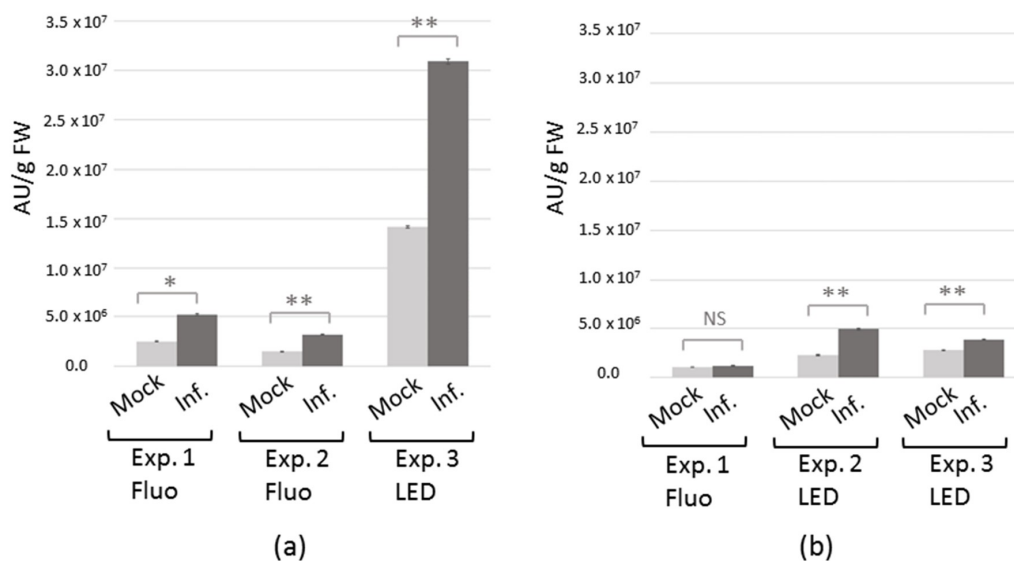 AU/g FW
3.5 x 10⁷
3.0 x 10⁷
2.5 x 10⁷
2.0 x 10⁷
1.5 x 10⁷
1.0 x 10⁷
5.0 x 10⁶
0.0
*
**
**
Mock Inf. Mock Inf. Mock Inf.
Exp. 1 Exp. 2 Exp. 3
Fluo Fluo LED
(a)
AU/g FW
3.5 x 10⁷
3.0 x 10⁷
2.5 x 10⁷
2.0 x 10⁷
1.5 x 10⁷
1.0 x 10⁷
5.0 x 10⁶
0.0
NS
**
**
Mock Inf. Mock Inf. Mock Inf.
Exp. 1 Exp. 2 Exp. 3
Fluo LED LED
(b)